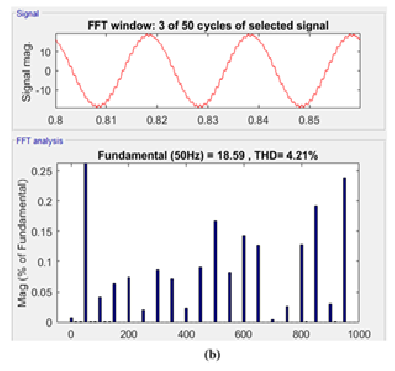 Signal
FFT window: 3 of 50 cycles of selected signal
Signal mag.
10
0
-10
0.8 0.81 0.82 0.83 0.84 0.85
FFT analysis
Fundamental (50Hz) = 18.59 , THD= 4.21%
Mag (% of Fundamental)
0.25
0.2
0.15
0.1
0.05
0
0 200 400 600 800 1000
(b)